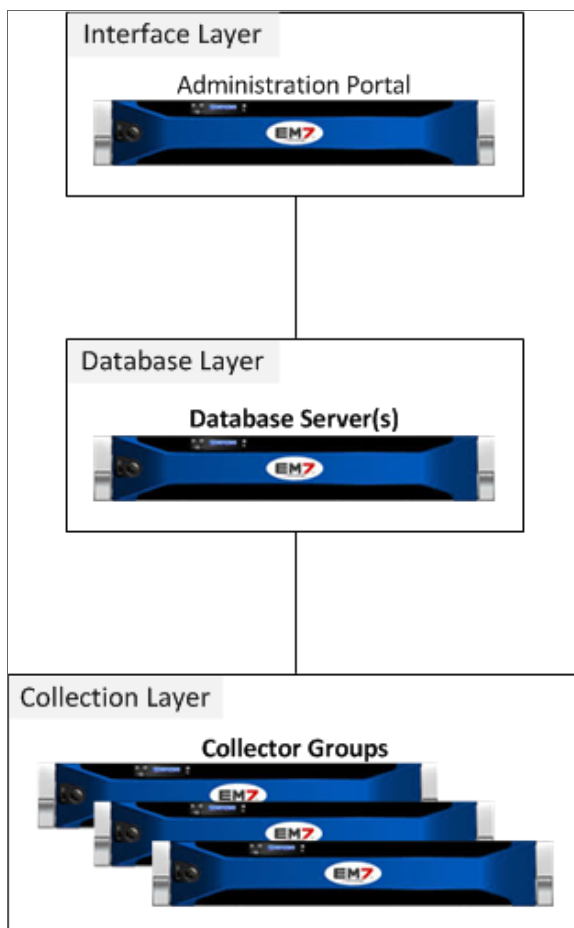 Interface Layer
Administration Portal
EM7
Database Layer
Database Server(s)
EM7
Collection Layer
Collector Groups
EM7
EM7
EM7